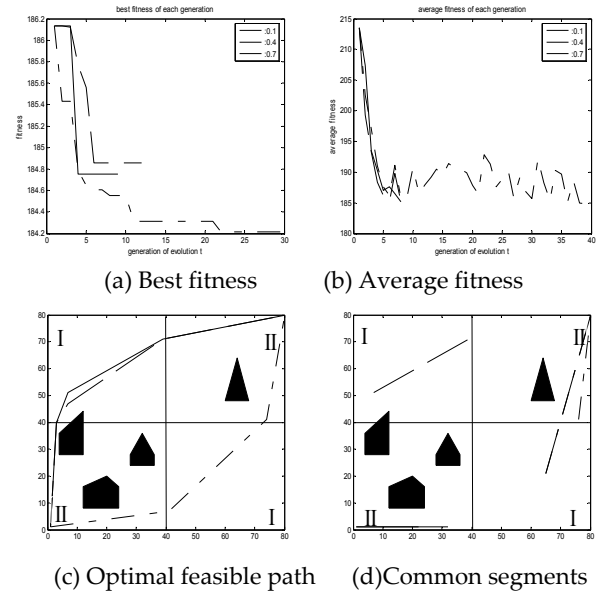 best fitness of each generation
186.2
186
185.8
185.6
185.4
185.2
185
184.8
184.6
184.4
184.2
fitness
0 5 10 15 20 25 30
generation of evolution t
:0.1
:0.4
:0.7
average fitness of each generation
215
210
205
200
195
190
185
180
average fitness
0 5 10 15 20 25 30 35 40
generation of evolution t
:0.1
:0.4
:0.7
(a) Best fitness
(b) Average fitness
80
70
60
50
40
30
20
10
0
0 10 20 30 40 50 60 70 80
I
II
II
I
80
70
60
50
40
30
20
10
0
0 10 20 30 40 50 60 70 80
I
II
II
I
(c) Optimal feasible path
(d)Common segments